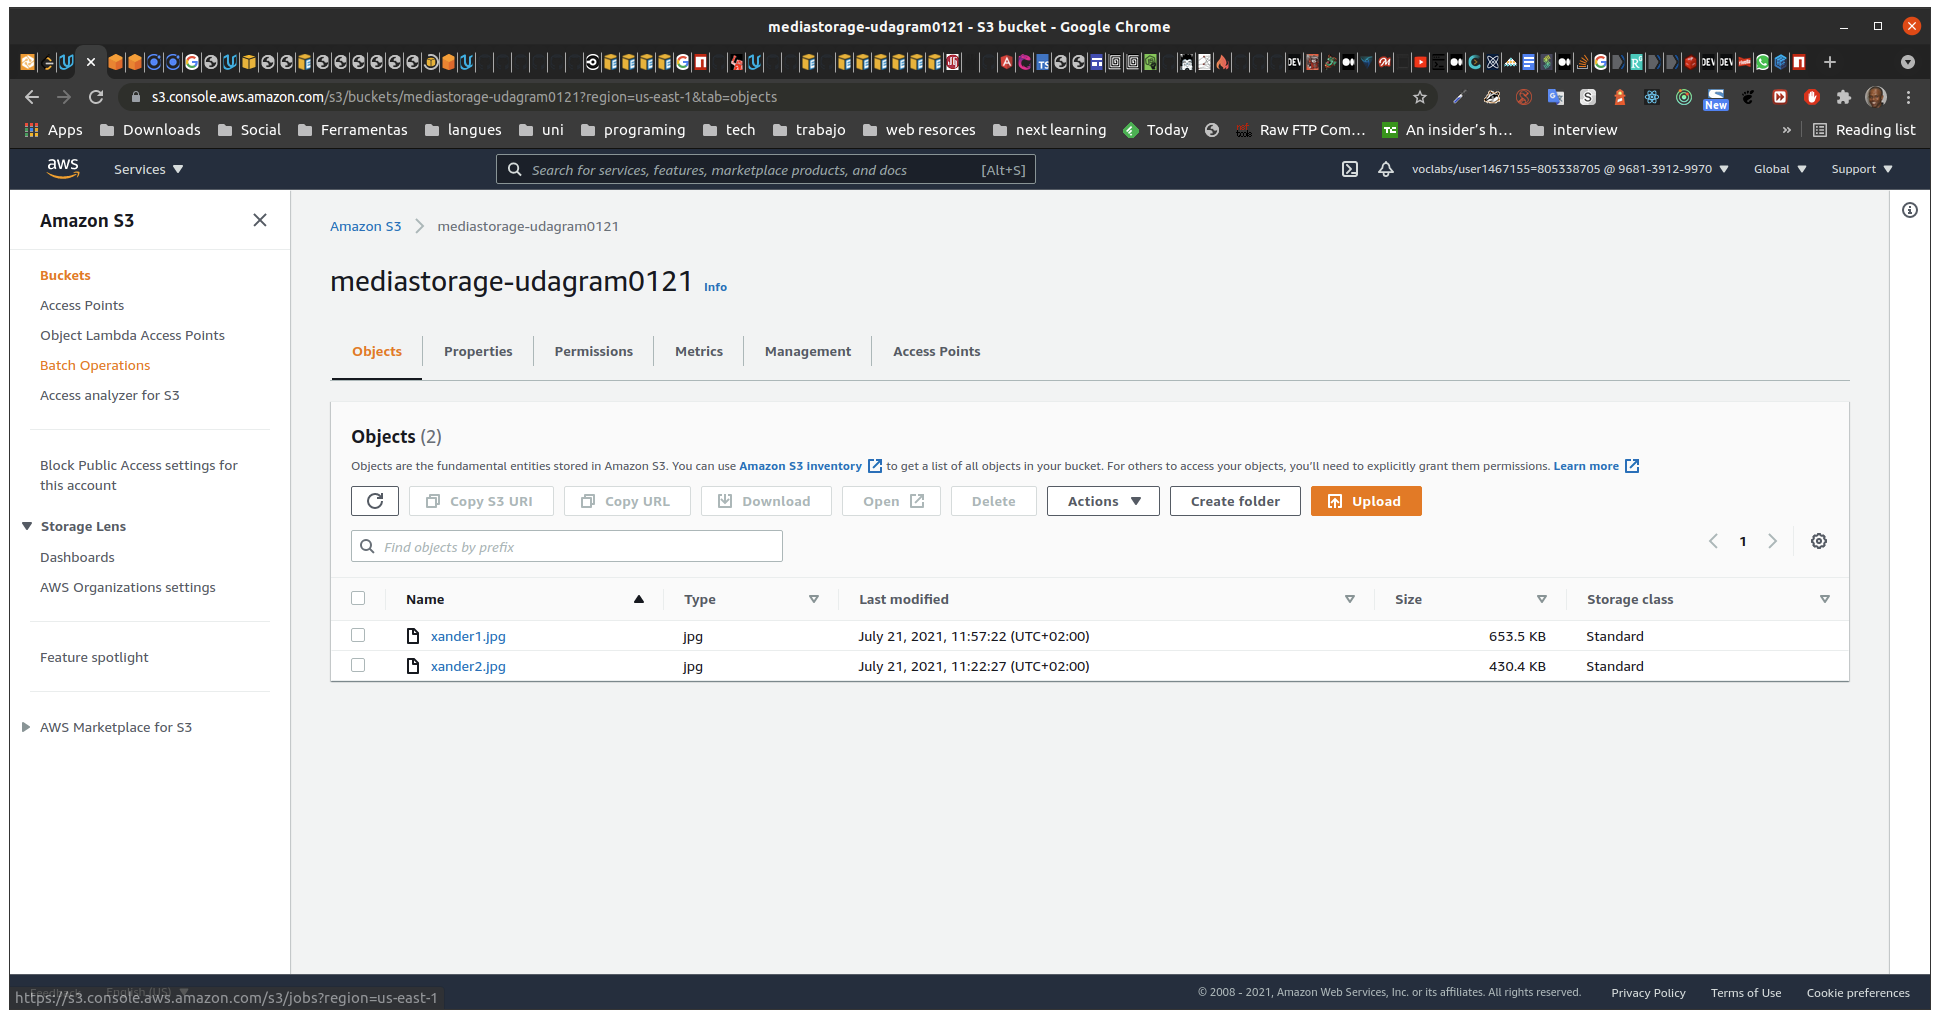 mediastorage-udagram0121 - S3 bucket - Google Chrome
s3.console.aws.amazon.com/s3/buckets/mediastorage-udagram0121?region=us-east-1&tab=objects
New
Apps Downloads Social Ferramentas langues uni programing tech trabajo web resorces next learning Today Raw FTP Com... An insider's h... interview » Reading list
aws Services Search for services, features, marketplace products, and docs [Alt+S] voclabs/user1467155=805338705 @ 9681-3912-9970 Global Support
Amazon S3
Buckets
Access Points
Object Lambda Access Points
Batch Operations
Access analyzer for S3
Block Public Access settings for
this account
Storage Lens
Dashboards
AWS Organizations settings
Feature spotlight
AWS Marketplace for S3
Amazon S3 mediastorage-udagram0121
mediastorage-udagram0121 Info
Objects Properties Permissions Metrics Management Access Points
Objects (2)
Objects are the fundamental entities stored in Amazon S3. You can use Amazon S3 inventory to get a list of all objects in your bucket. For others to access your objects, you'll need to explicitly grant them permissions. Learn more
Copy S3 URI Copy URL Download Open Delete Actions Create folder Upload
Find objects by prefix 1
Name Type Last modified Size Storage class
xander1.jpg jpg July 21, 2021, 11:57:22 (UTC+02:00) 653.5 KB Standard
xander2.jpg jpg July 21, 2021, 11:22:27 (UTC+02:00) 430.4 KB Standard
Feedback English (US)
https://s3.console.aws.amazon.com/s3/jobs?region=us-east-1
© 2008 - 2021, Amazon Web Services, Inc. or its affiliates. All rights reserved. Privacy Policy Terms of Use Cookie preferences